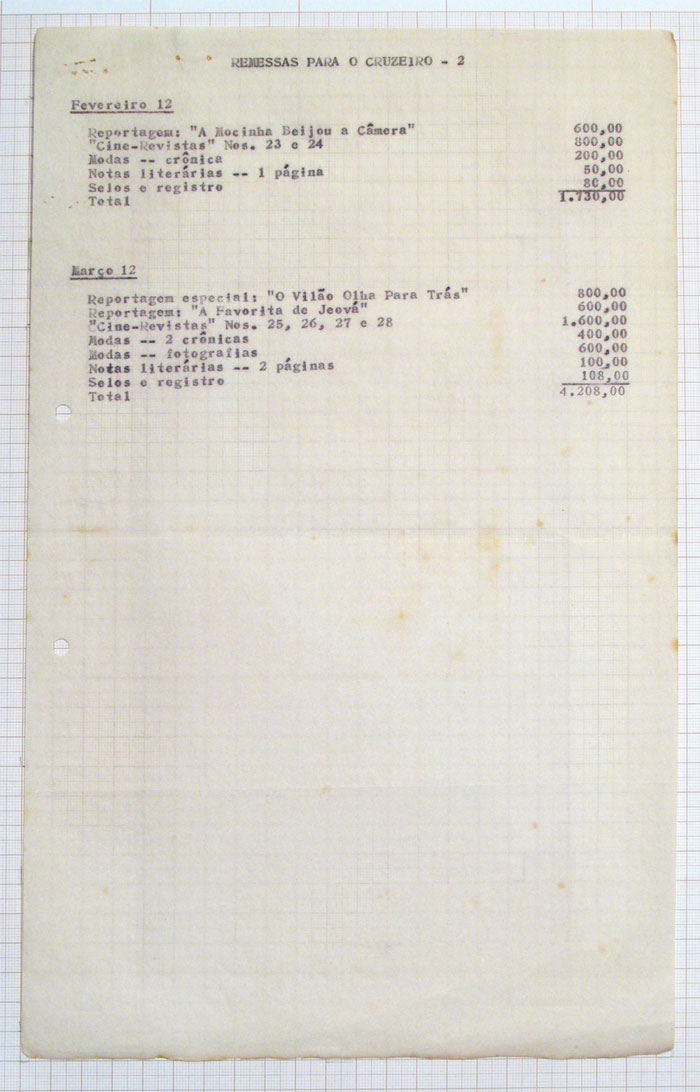 REMESSAS PARA O CRUZEIRO - 2
Fevereiro 12
Reportagem: "A Mocinha Beijou a Câmera" 600,00
"Cine-Revistas" Nos. 23 e 24 800,00
Modas -- crônica 200,00
Notas literárias -- 1 página 50,00
Selos e registro 80,00
Total 1.730,00
Março 12
Reportagem especial: "O Vilão Olha Para Trás" 800,00
Reportagem: "A Favorita de Jeová" 600,00
"Cine-Revistas" Nos. 25, 26, 27 e 28 1.600,00
Modas -- 2 crônicas 400,00
Modas -- fotografias 600,00
Notas literárias -- 2 páginas 100,00
Selos e registro 108,00
Total 4.208,00